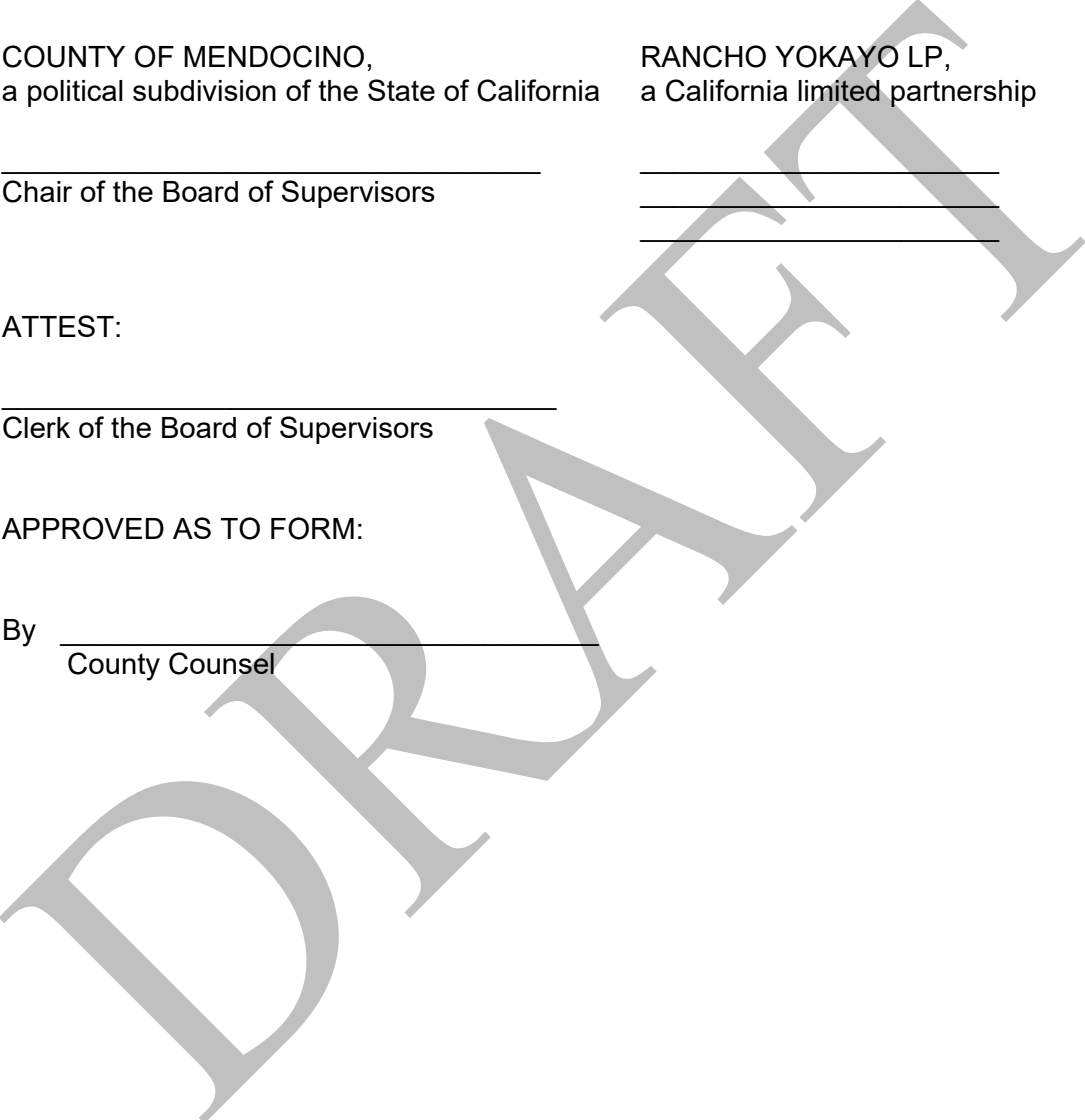 COUNTY OF MENDOCINO,
a political subdivision of the State of California
Chair of the Board of Supervisors
RANCHO YOKAYO LP,
a California limited partnership
ATTEST:
Clerk of the Board of Supervisors
APPROVED AS TO FORM:
By
County Counsel
DRAFT